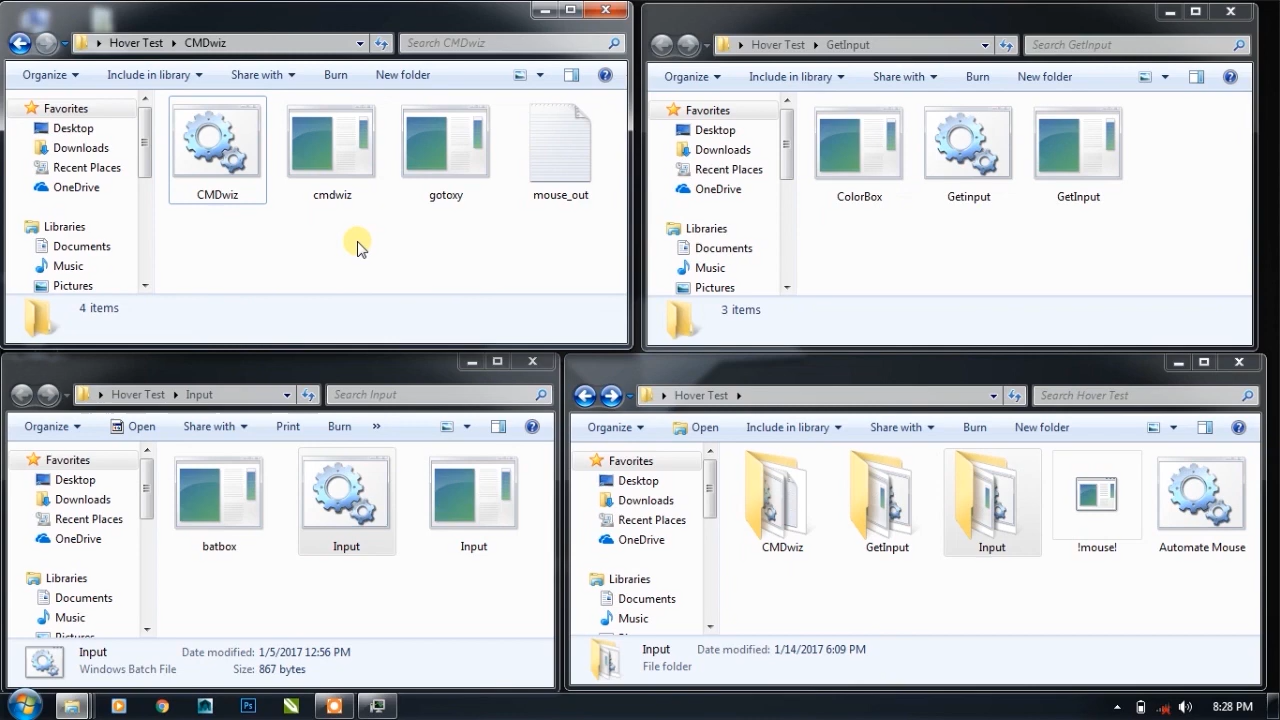 Hover Test CMDwiz
Search CMDwiz
Organize Include in library Share with Burn New folder
Favorites
Desktop
Downloads
Recent Places
OneDrive
Libraries
Documents
Music
Pictures
CMDwiz cmdwiz gotoxy mouse_out
4 items
Hover Test GetInput
Search GetInput
Organize Include in library Share with Burn New folder
Favorites
Desktop
Downloads
Recent Places
OneDrive
Libraries
Documents
Music
Pictures
ColorBox Getinput GetInput
3 items
Hover Test Input
Search Input
Organize Open Share with Print Burn »
Favorites
Desktop
Downloads
Recent Places
OneDrive
Libraries
Documents
Music
Pictures
batbox Input Input
Input Date modified: 1/5/2017 12:56 PM
Windows Batch File Size: 867 bytes
Hover Test
Search Hover Test
Organize Open Include in library Share with Burn New folder
Favorites
Desktop
Downloads
Recent Places
OneDrive
Libraries
Documents
Music
CMDwiz GetInput Input !mouse! Automate Mouse
Input Date modified: 1/14/2017 6:09 PM
File folder
Ps
8:28 PM